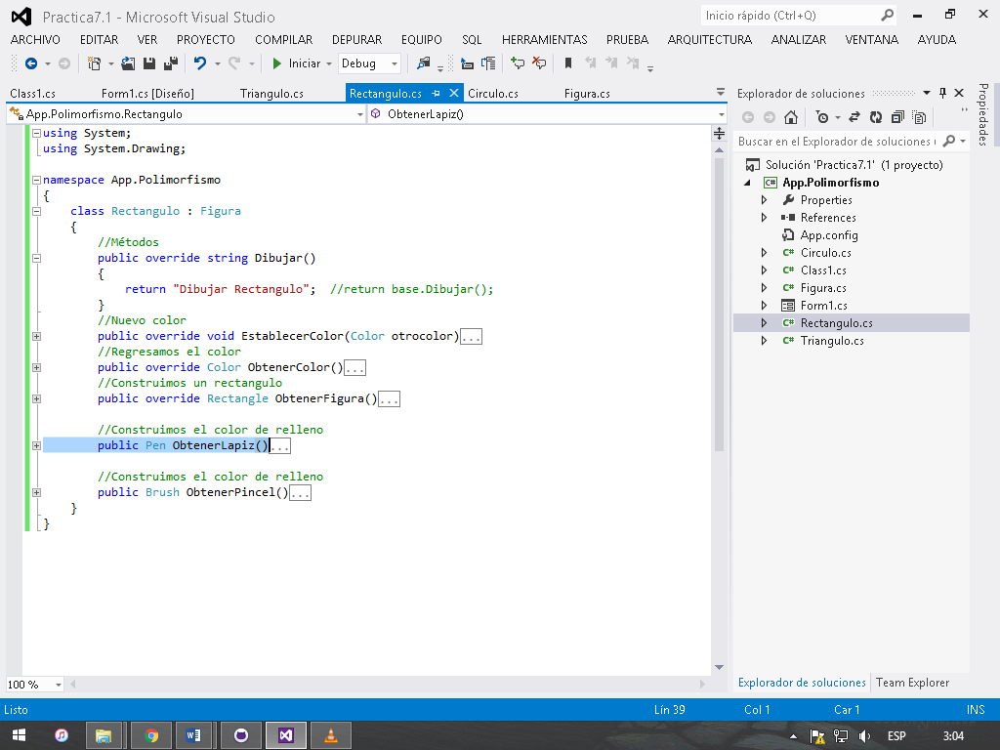 Practica7.1 - Microsoft Visual Studio
Inicio rápido (Ctrl+Q)
ARCHIVO EDITAR VER PROYECTO COMPILAR DEPURAR EQUIPO SQL HERRAMIENTAS PRUEBA ARQUITECTURA ANALIZAR VENTANA AYUDA
Iniciar Debug
Class1.cs Form1.cs [Diseño] Triangulo.cs Rectangulo.cs Circulo.cs Figura.cs
App.Polimorfismo.Rectangulo ObtenerLapiz()
using System;
using System.Drawing;
namespace App.Polimorfismo
{
class Rectangulo : Figura
{
//Métodos
public override string Dibujar()
{
return "Dibujar Rectangulo"; //return base.Dibujar();
}
//Nuevo color
public override void EstablecerColor(Color otrocolor)...
//Regresamos el color
public override Color ObtenerColor()...
//Construimos un rectangulo
public override Rectangle ObtenerFigura()...
//Construimos el color de relleno
public Pen ObtenerLapiz()...
//Construimos el color de relleno
public Brush ObtenerPincel()...
}
}
100 %
Explorador de soluciones
Buscar en el Explorador de soluciones (
Solución 'Practica7.1' (1 proyecto)
C# App.Polimorfismo
Properties
References
App.config
C# Circulo.cs
C# Class1.cs
C# Figura.cs
Form1.cs
C# Rectangulo.cs
C# Triangulo.cs
Explorador de soluciones Team Explorer
Propiedades
Listo Lín 39 Col 1 Car 1 INS
ESP 3:04